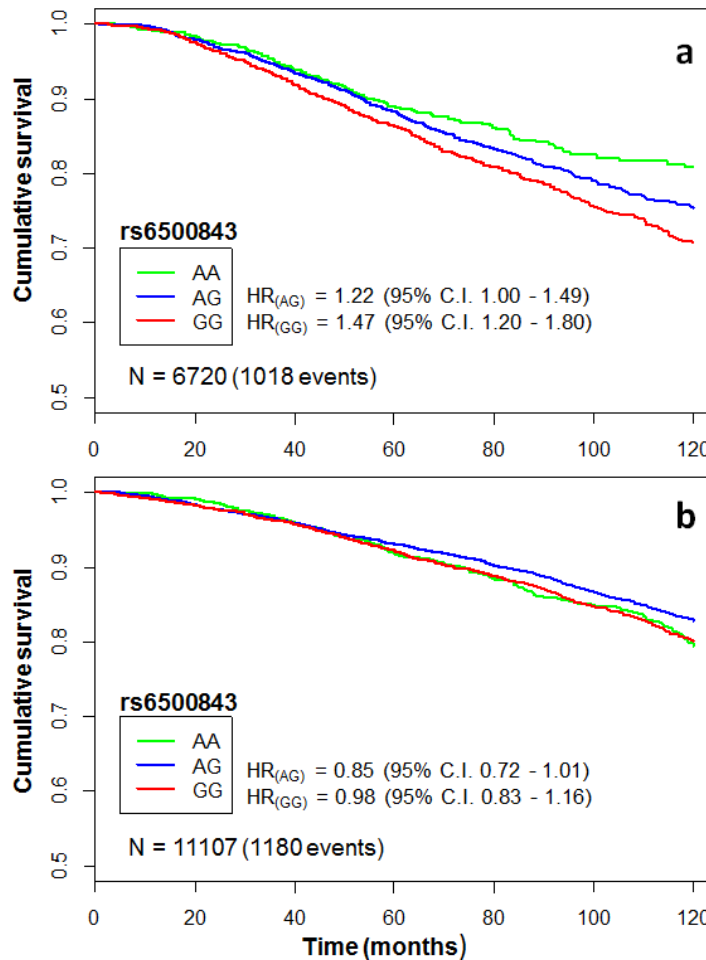 a
Cumulative survival
1.0
0.9
0.8
0.7
0.6
0.5
rs6500843
AA
AG
GG
HR(AG) = 1.22 (95% C.I. 1.00 - 1.49)
HR(GG) = 1.47 (95% C.I. 1.20 - 1.80)
N = 6720 (1018 events)
0 20 40 60 80 100 120
b
Cumulative survival
1.0
0.9
0.8
0.7
0.6
0.5
rs6500843
AA
AG
GG
HR(AG) = 0.85 (95% C.I. 0.72 - 1.01)
HR(GG) = 0.98 (95% C.I. 0.83 - 1.16)
N = 11107 (1180 events)
0 20 40 60 80 100 120
Time (months)